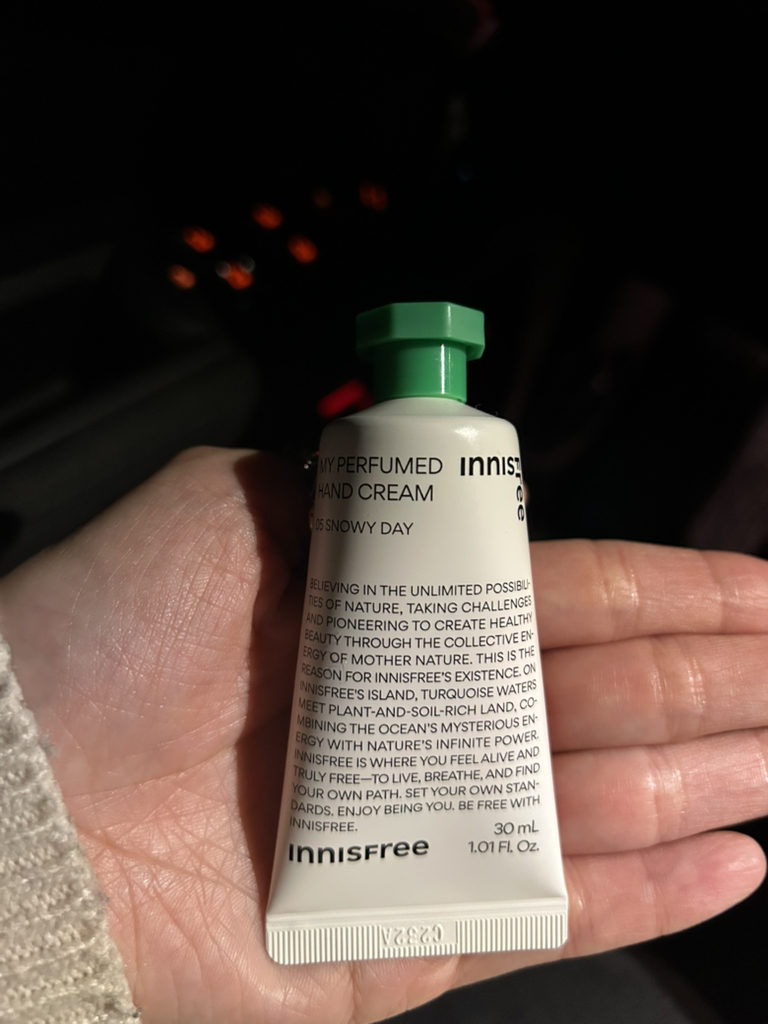 MY PERFUMED
HAND CREAM
INNISFree
05 SNOWY DAY
BELIEVING IN THE UNLIMITED POSSIBILI-
TIES OF NATURE, TAKING CHALLENGES
AND PIONEERING TO CREATE HEALTHY
BEAUTY THROUGH THE COLLECTIVE EN-
ERGY OF MOTHER NATURE. THIS IS THE
REASON FOR INNISFREE'S EXISTENCE. ON
INNISFREE'S ISLAND, TURQUOISE WATERS
MEET PLANT-AND-SOIL-RICH LAND, CO-
MBINING THE OCEAN'S MYSTERIOUS EN-
ERGY WITH NATURE'S INFINITE POWER.
INNISFREE IS WHERE YOU FEEL ALIVE AND
TRULY FREE—TO LIVE, BREATHE, AND FIND
YOUR OWN PATH. SET YOUR OWN STAN-
DARDS. ENJOY BEING YOU. BE FREE WITH
INNISFREE.
INNISFree
30 mL
1.01 Fl. Oz.